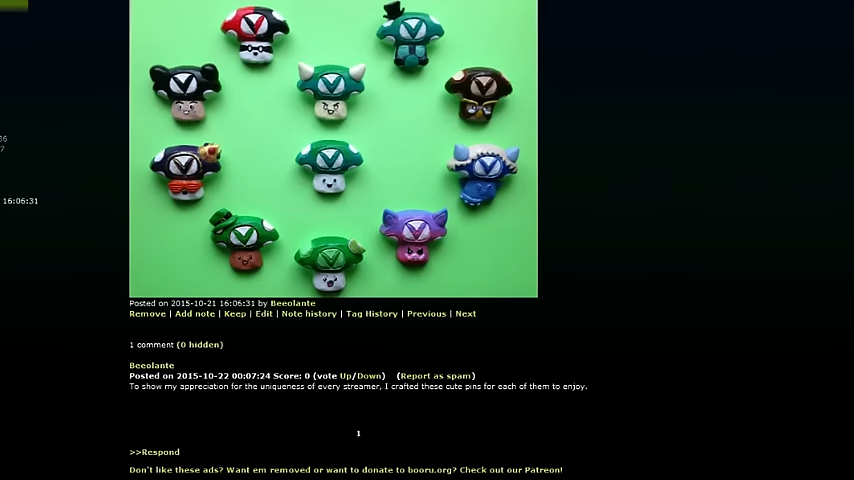 V
V
V
V
V
V
V
V
V
V
V
36
7
16:06:31
Posted on 2015-10-21 16:06:31 by Beeolante
Remove | Add note | Keep | Edit | Note history | Tag History | Previous | Next
1 comment (0 hidden)
Beeolante
Posted on 2015-10-22 00:07:24 Score: 0 (vote Up/Down) (Report as spam)
To show my appreciation for the uniqueness of every streamer, I crafted these cute pins for each of them to enjoy.
1
>>Respond
Don't like these ads? Want em removed or want to donate to booru.org? Check out our Patreon!